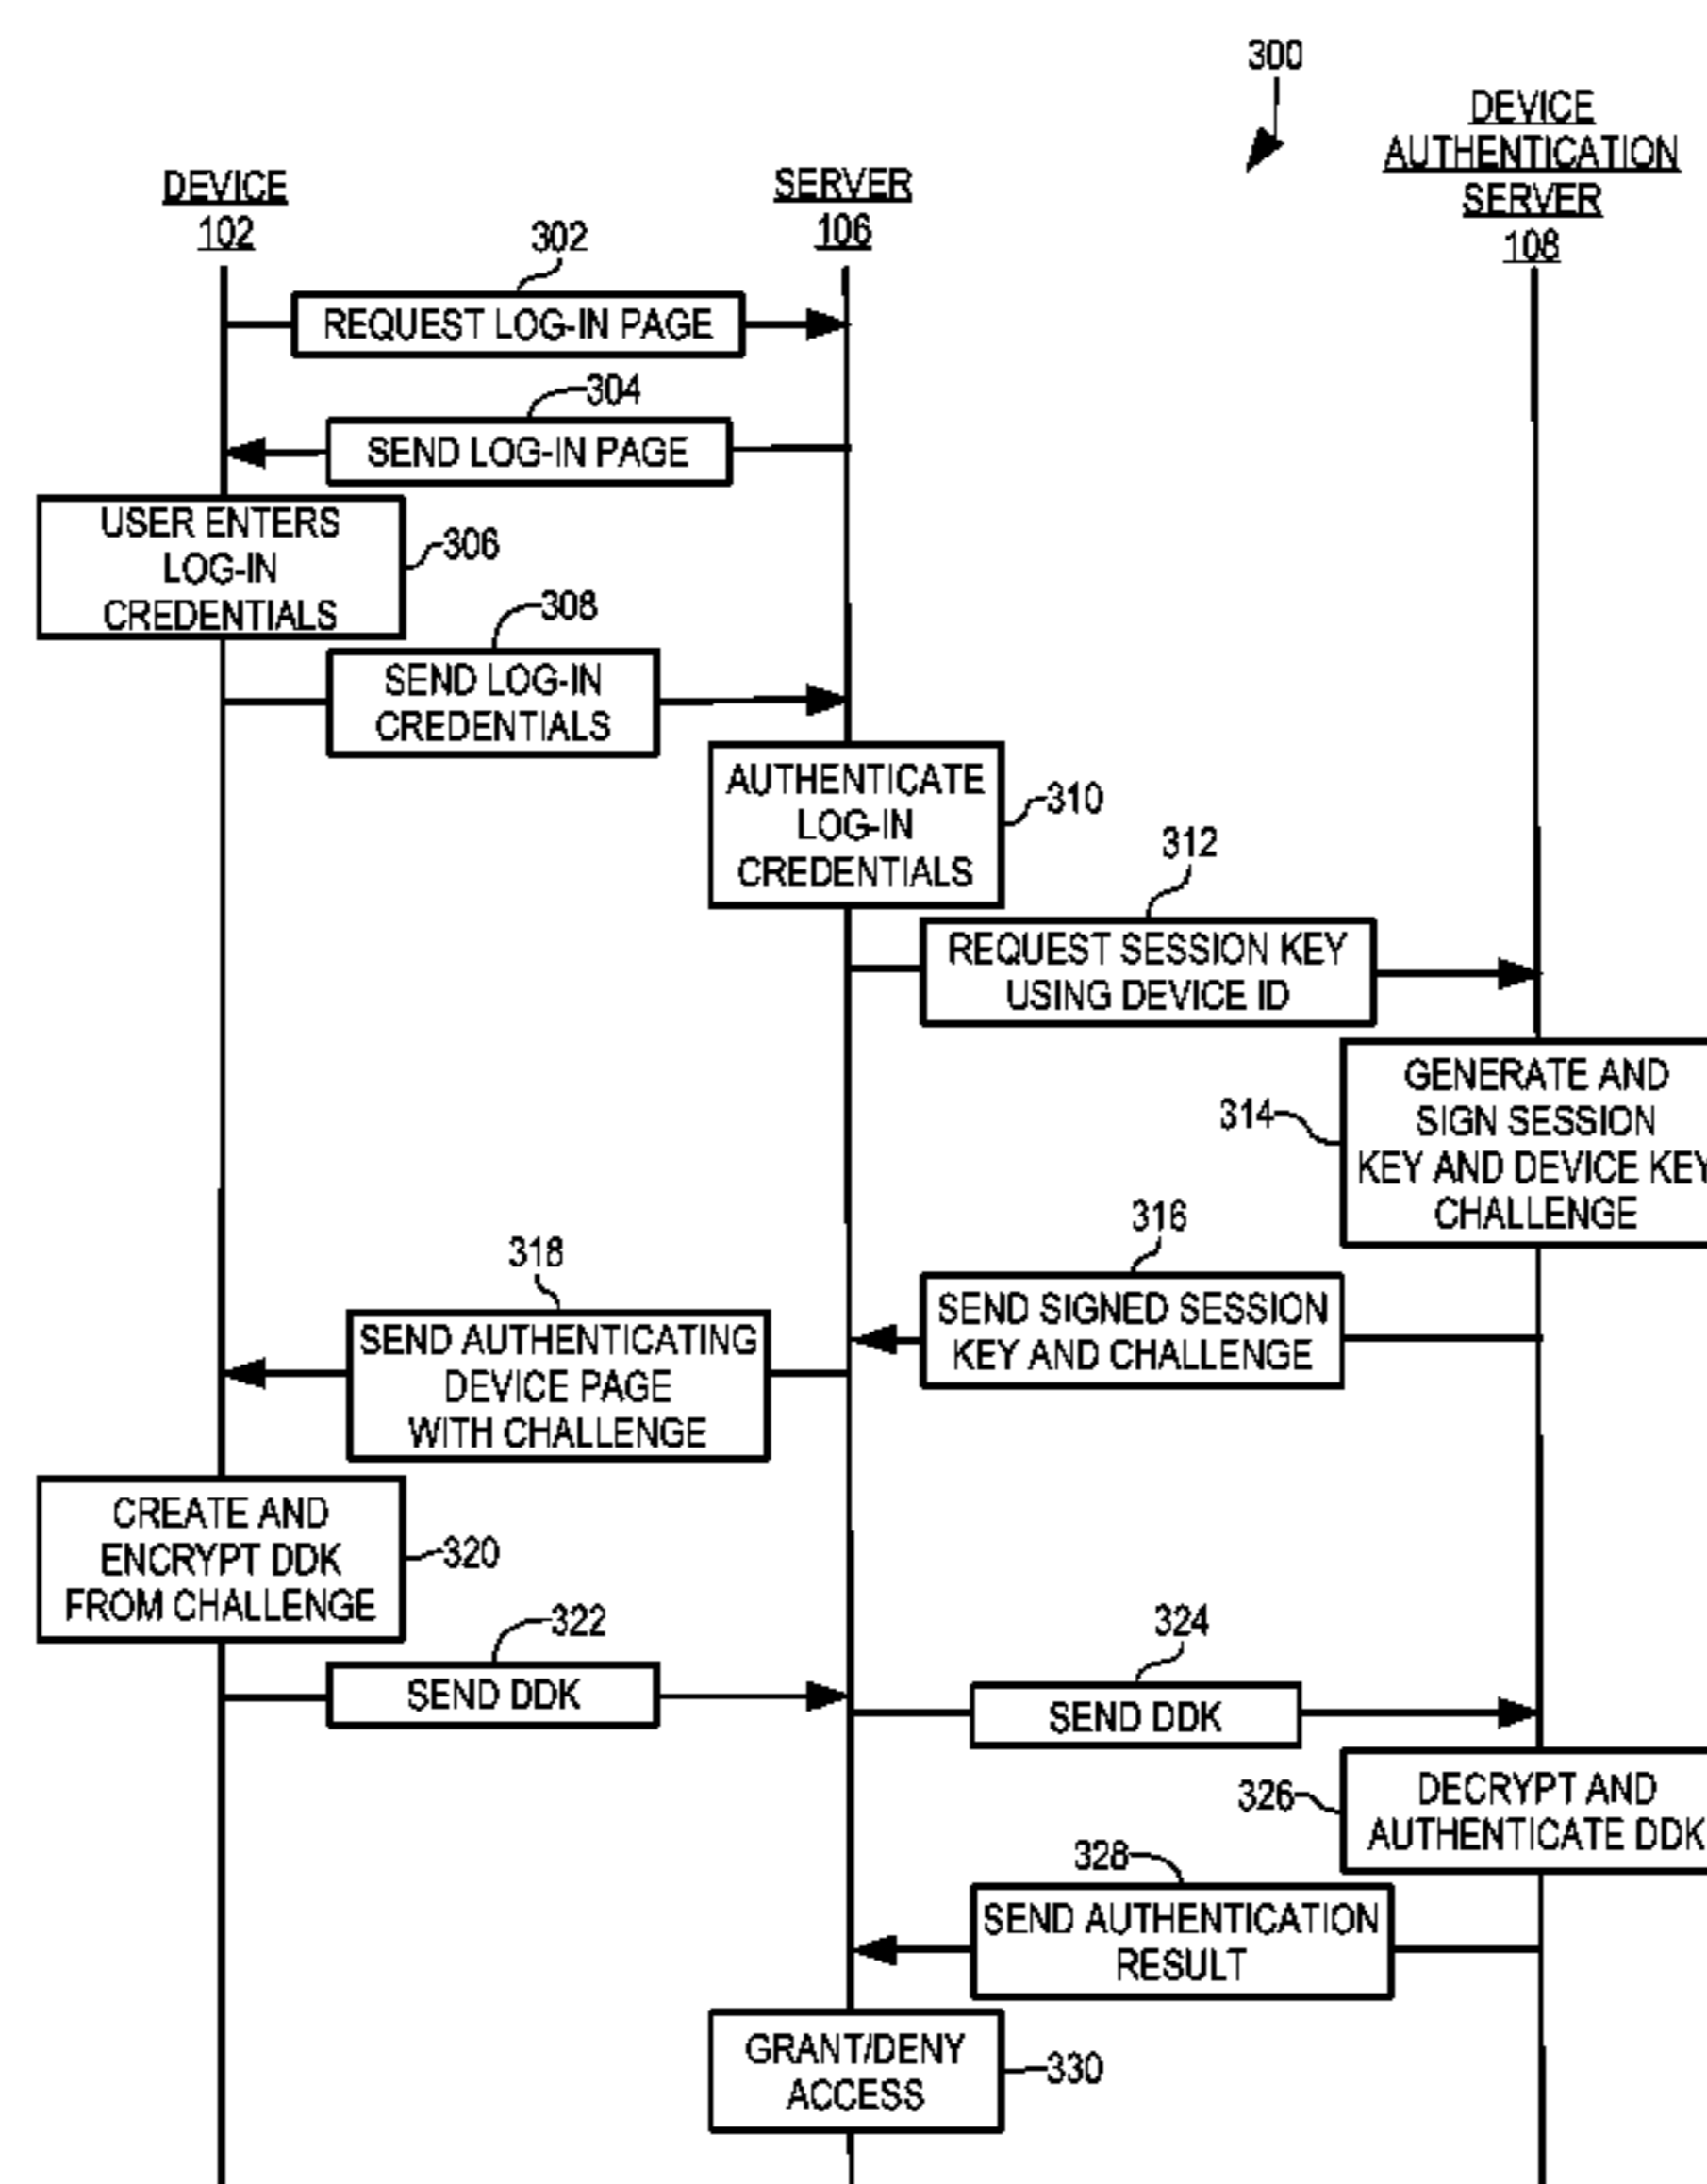 300
DEVICE
102
SERVER
106
DEVICE
AUTHENTICATION
SERVER
108
302
REQUEST LOG-IN PAGE
304
SEND LOG-IN PAGE
USER ENTERS
LOG-IN
CREDENTIALS
306
308
SEND LOG-IN
CREDENTIALS
AUTHENTICATE
LOG-IN
CREDENTIALS
310
312
REQUEST SESSION KEY
USING DEVICE ID
GENERATE AND
SIGN SESSION
KEY AND DEVICE KEY
CHALLENGE
314
316
SEND SIGNED SESSION
KEY AND CHALLENGE
318
SEND AUTHENTICATING
DEVICE PAGE
WITH CHALLENGE
CREATE AND
ENCRYPT DDK
FROM CHALLENGE
320
322
SEND DDK
324
SEND DDK
326
DECRYPT AND
AUTHENTICATE DDK
328
SEND AUTHENTICATION
RESULT
GRANT/DENY
ACCESS
330